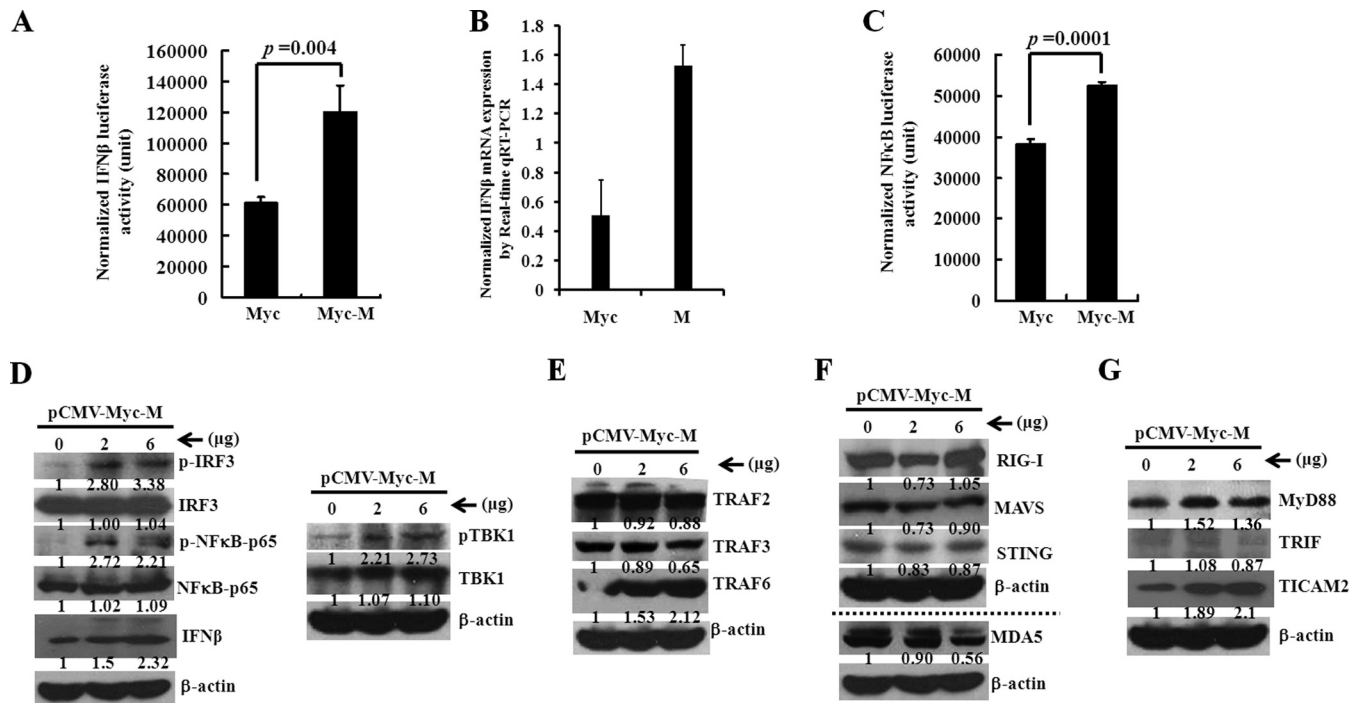 A
p =0.004
Normalized IFNβ luciferase
activity (unit)
160000
140000
120000
100000
80000
60000
40000
20000
0
Myc
Myc-M
B
Normalized IFNβ mRNA expression
by Real-time qRT-PCR
1.8
1.6
1.4
1.2
1
0.8
0.6
0.4
0.2
0
Myc
M
C
p =0.0001
Normalized NFκB luciferase
activity (unit)
60000
50000
40000
30000
20000
10000
0
Myc
Myc-M
D
pCMV-Myc-M
0 2 6 ← (μg)
p-IRF3
1 2.80 3.38
IRF3
1 1.00 1.04
p-NFκB-p65
1 2.72 2.21
NFκB-p65
1 1.02 1.09
IFNβ
1 1.5 2.32
β-actin
pCMV-Myc-M
0 2 6 ← (μg)
pTBK1
1 2.21 2.73
TBK1
1 1.07 1.10
β-actin
E
pCMV-Myc-M
0 2 6 ← (μg)
TRAF2
1 0.92 0.88
TRAF3
1 0.89 0.65
TRAF6
1 1.53 2.12
β-actin
F
pCMV-Myc-M
0 2 6 ← (μg)
RIG-I
1 0.73 1.05
MAVS
1 0.73 0.90
STING
1 0.83 0.87
β-actin
MDA5
1 0.90 0.56
β-actin
G
pCMV-Myc-M
0 2 6 ← (μg)
MyD88
1 1.52 1.36
TRIF
1 1.08 0.87
TICAM2
1 1.89 2.1
β-actin